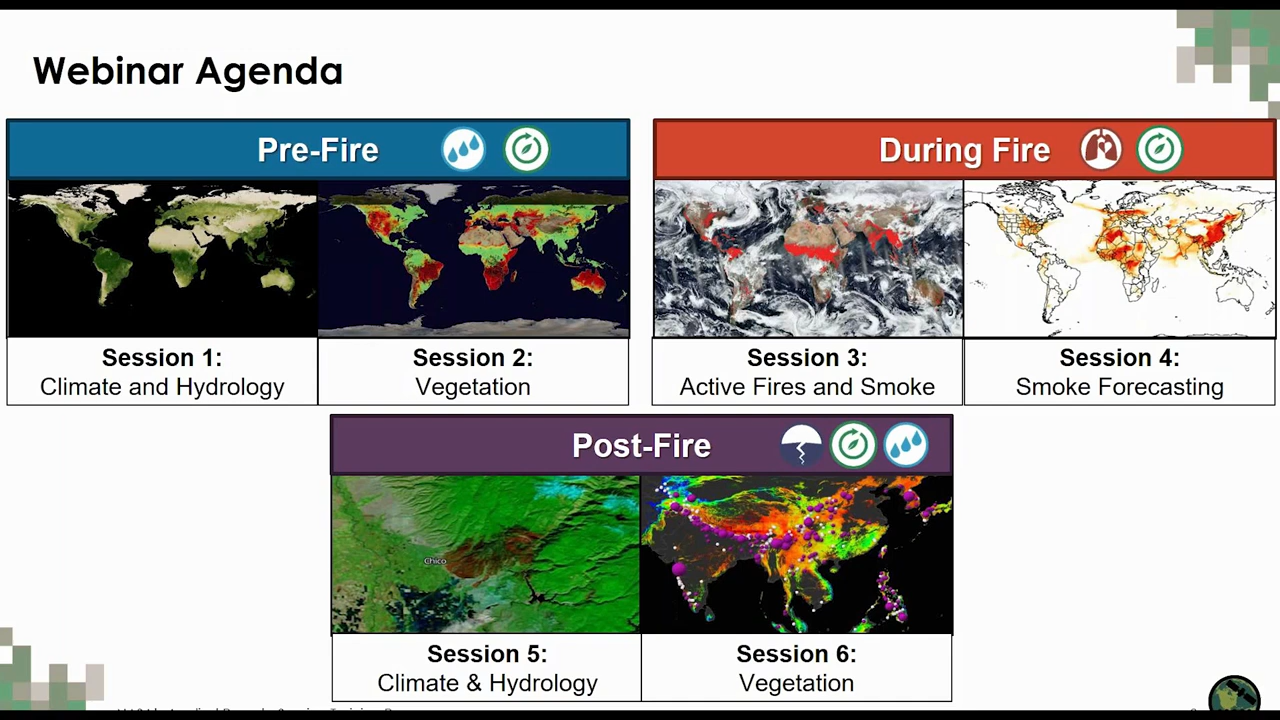 Webinar Agenda
Pre-Fire
Session 1:
Climate and Hydrology
Session 2:
Vegetation
During Fire
Session 3:
Active Fires and Smoke
Session 4:
Smoke Forecasting
Post-Fire
Chico
Session 5:
Climate & Hydrology
Session 6:
Vegetation